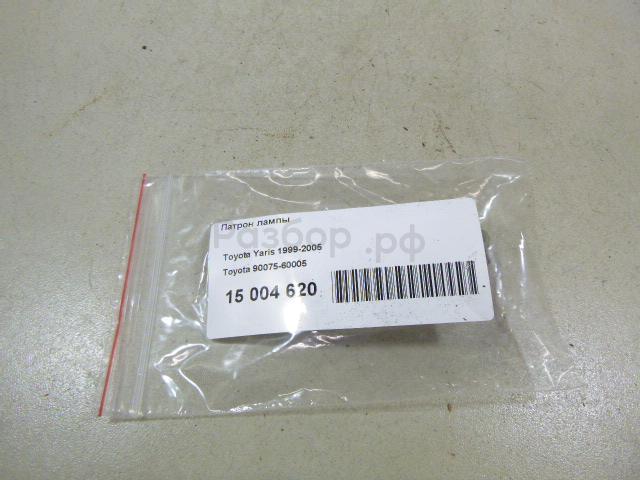 Патрон лампы
Разбор.рф
Toyota Yaris 1999-2005
Toyota 90075-60005
15 004 620